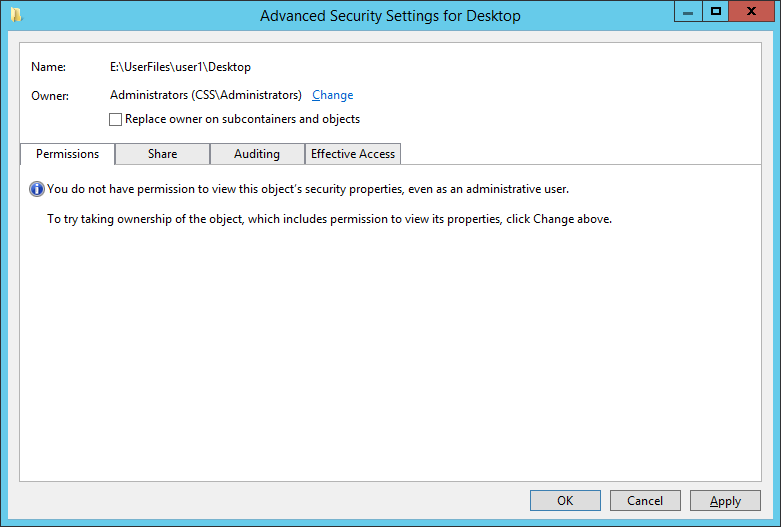 Advanced Security Settings for Desktop
Name: E:\UserFiles\user1\Desktop
Owner: Administrators (CSS\Administrators) Change
Replace owner on subcontainers and objects
Permissions Share Auditing Effective Access
You do not have permission to view this object's security properties, even as an administrative user.
To try taking ownership of the object, which includes permission to view its properties, click Change above.
OK Cancel Apply